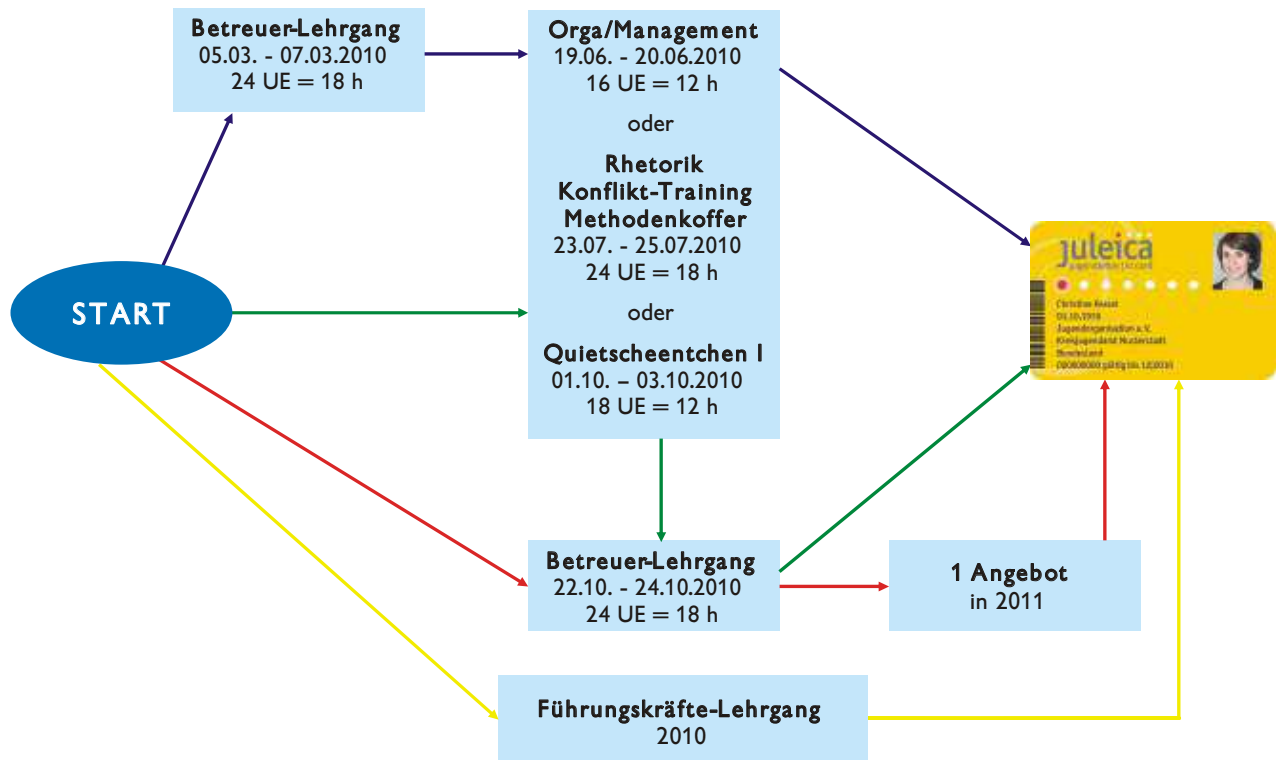 Betreuer-Lehrgang
05.03. - 07.03.2010
24 UE = 18 h
Orga/Management
19.06. - 20.06.2010
16 UE = 12 h
oder
Rhetorik
Konflikt-Training
Methodenkoffer
23.07. - 25.07.2010
24 UE = 18 h
oder
Quietscheentchen I
01.10. – 03.10.2010
18 UE = 12 h
START
juleica
Jugendorganisation e.V.
Betreuer-Lehrgang
22.10. - 24.10.2010
24 UE = 18 h
1 Angebot
in 2011
Führungskräfte-Lehrgang
2010